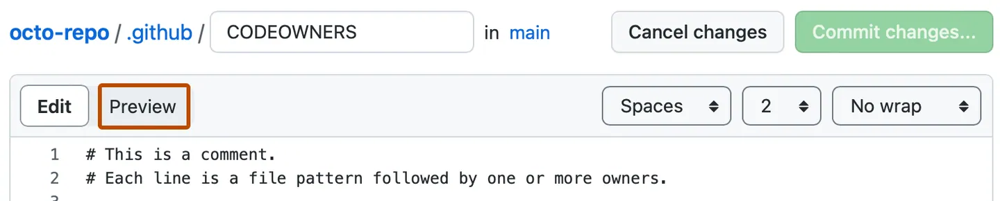 octo-repo / .github / CODEOWNERS in main Cancel changes Commit changes...
Edit Preview Spaces 2 No wrap
1 # This is a comment.
2 # Each line is a file pattern followed by one or more owners.